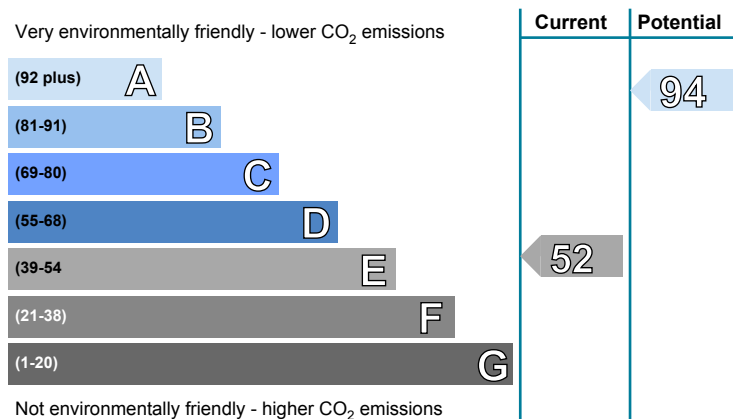 Current Potential
Very environmentally friendly - lower CO₂ emissions
(92 plus) A 94
(81-91) B
(69-80) C
(55-68) D
(39-54 E 52
(21-38) F
(1-20) G
Not environmentally friendly - higher CO₂ emissions